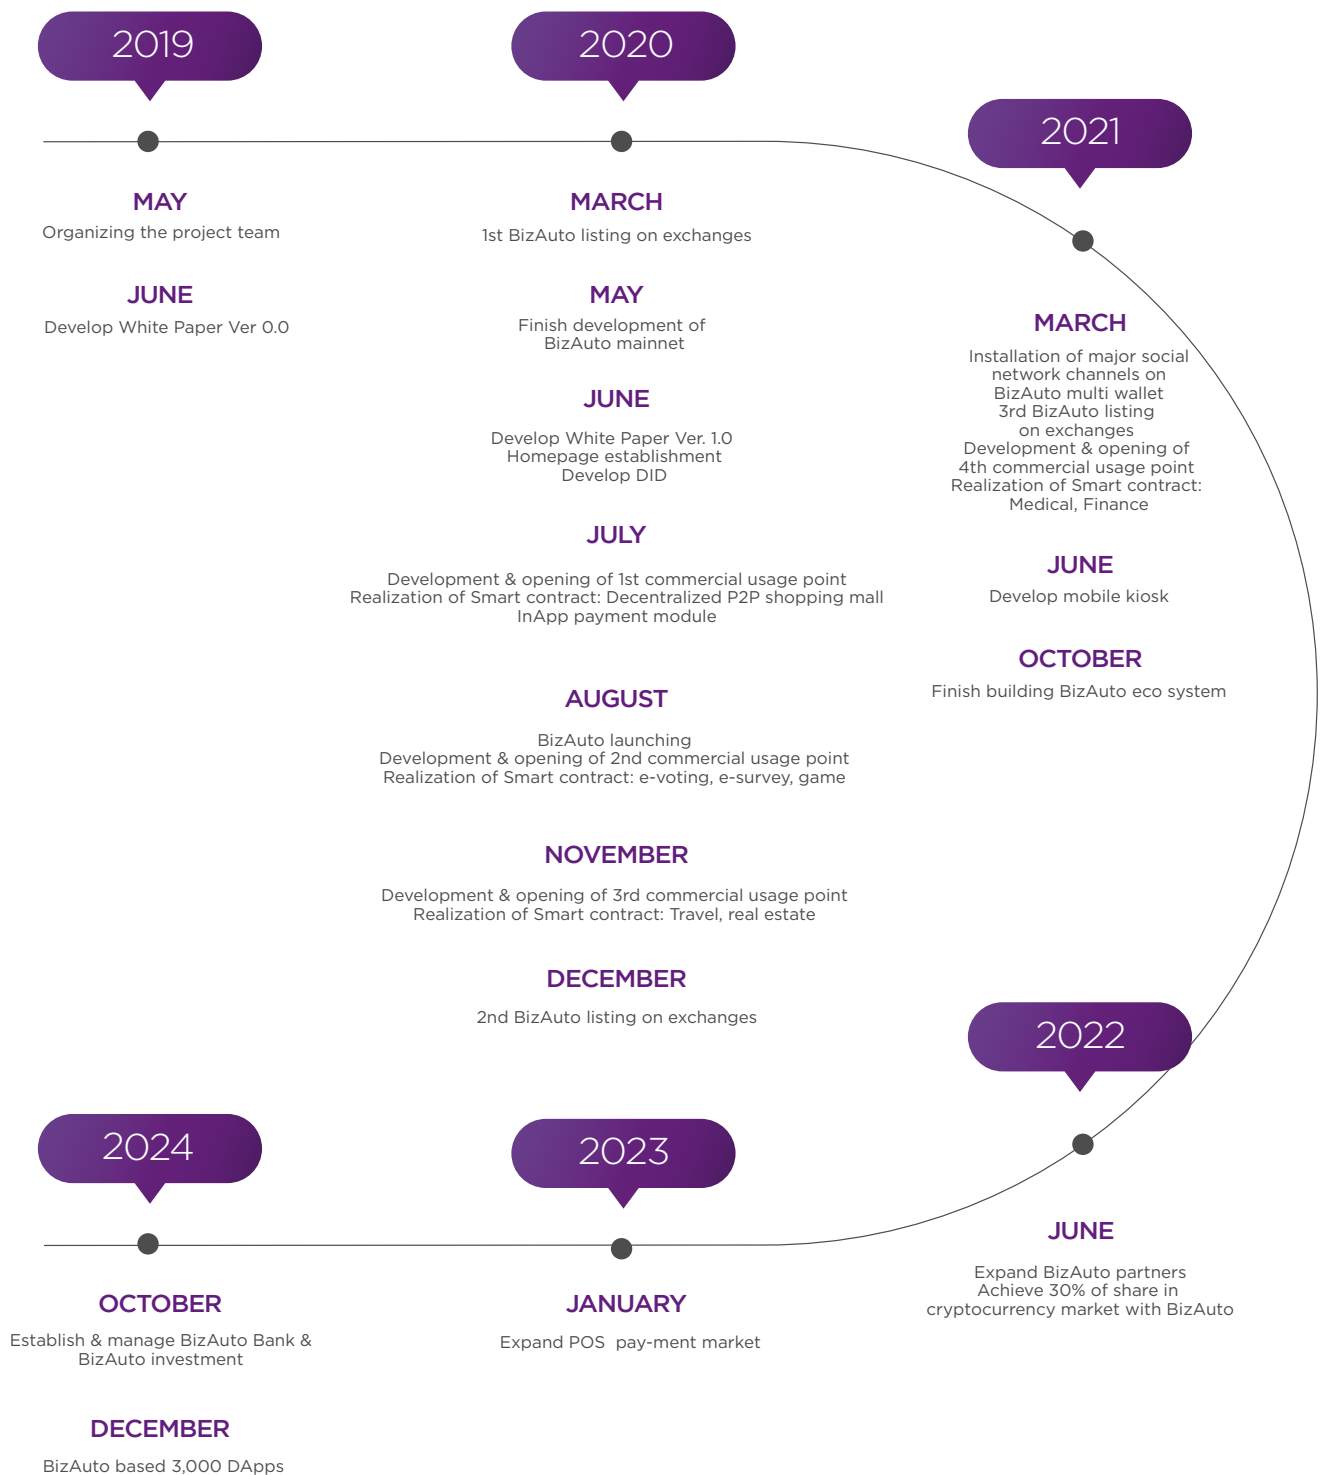 2019
MAY
Organizing the project team
JUNE
Develop White Paper Ver 0.0
2020
MARCH
1st BizAuto listing on exchanges
MAY
Finish development of
BizAuto mainnet
JUNE
Develop White Paper Ver. 1.0
Homepage establishment
Develop DID
JULY
Development & opening of 1st commercial usage point
Realization of Smart contract: Decentralized P2P shopping mall
InApp payment module
AUGUST
BizAuto launching
Development & opening of 2nd commercial usage point
Realization of Smart contract: e-voting, e-survey, game
NOVEMBER
Development & opening of 3rd commercial usage point
Realization of Smart contract: Travel, real estate
DECEMBER
2nd BizAuto listing on exchanges
2021
MARCH
Installation of major social
network channels on
BizAuto multi wallet
3rd BizAuto listing
on exchanges
Development & opening of
4th commercial usage point
Realization of Smart contract:
Medical, Finance
JUNE
Develop mobile kiosk
OCTOBER
Finish building BizAuto eco system
2022
JUNE
Expand BizAuto partners
Achieve 30% of share in
cryptocurrency market with BizAuto
2023
JANUARY
Expand POS  pay-ment market
2024
OCTOBER
Establish & manage BizAuto Bank &
BizAuto investment
DECEMBER
BizAuto based 3,000 DApps